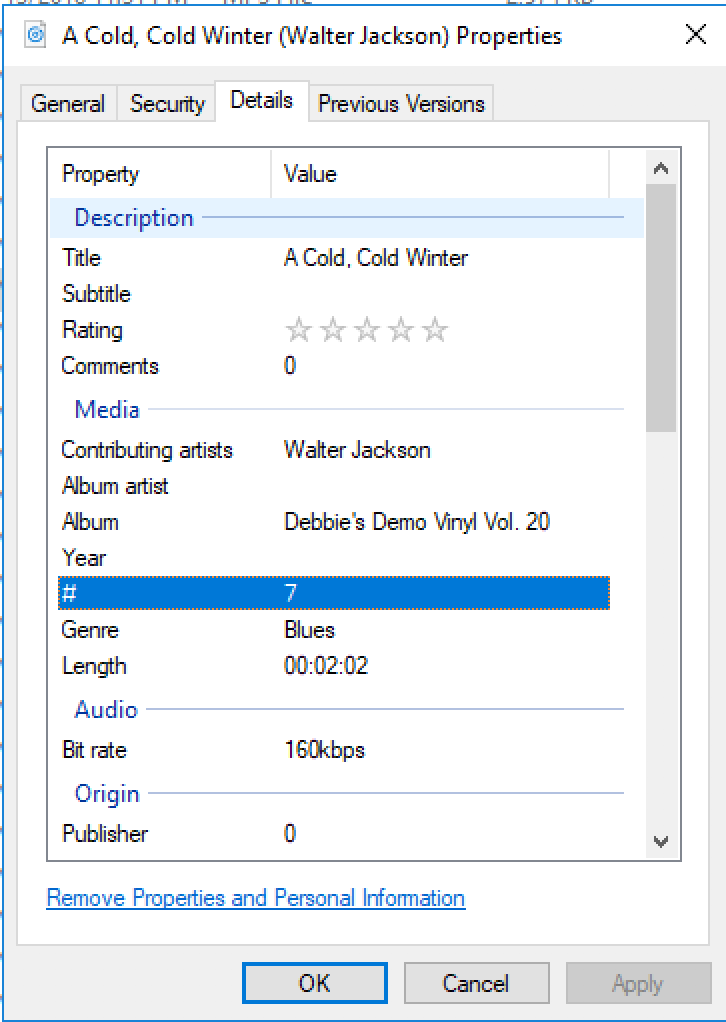 A Cold, Cold Winter (Walter Jackson) Properties
General Security Details Previous Versions
Property Value
Description
Title A Cold, Cold Winter
Subtitle
Rating
Comments 0
Media
Contributing artists Walter Jackson
Album artist
Album Debbie's Demo Vinyl Vol. 20
Year
# 7
Genre Blues
Length 00:02:02
Audio
Bit rate 160kbps
Origin
Publisher 0
Remove Properties and Personal Information
OK Cancel Apply